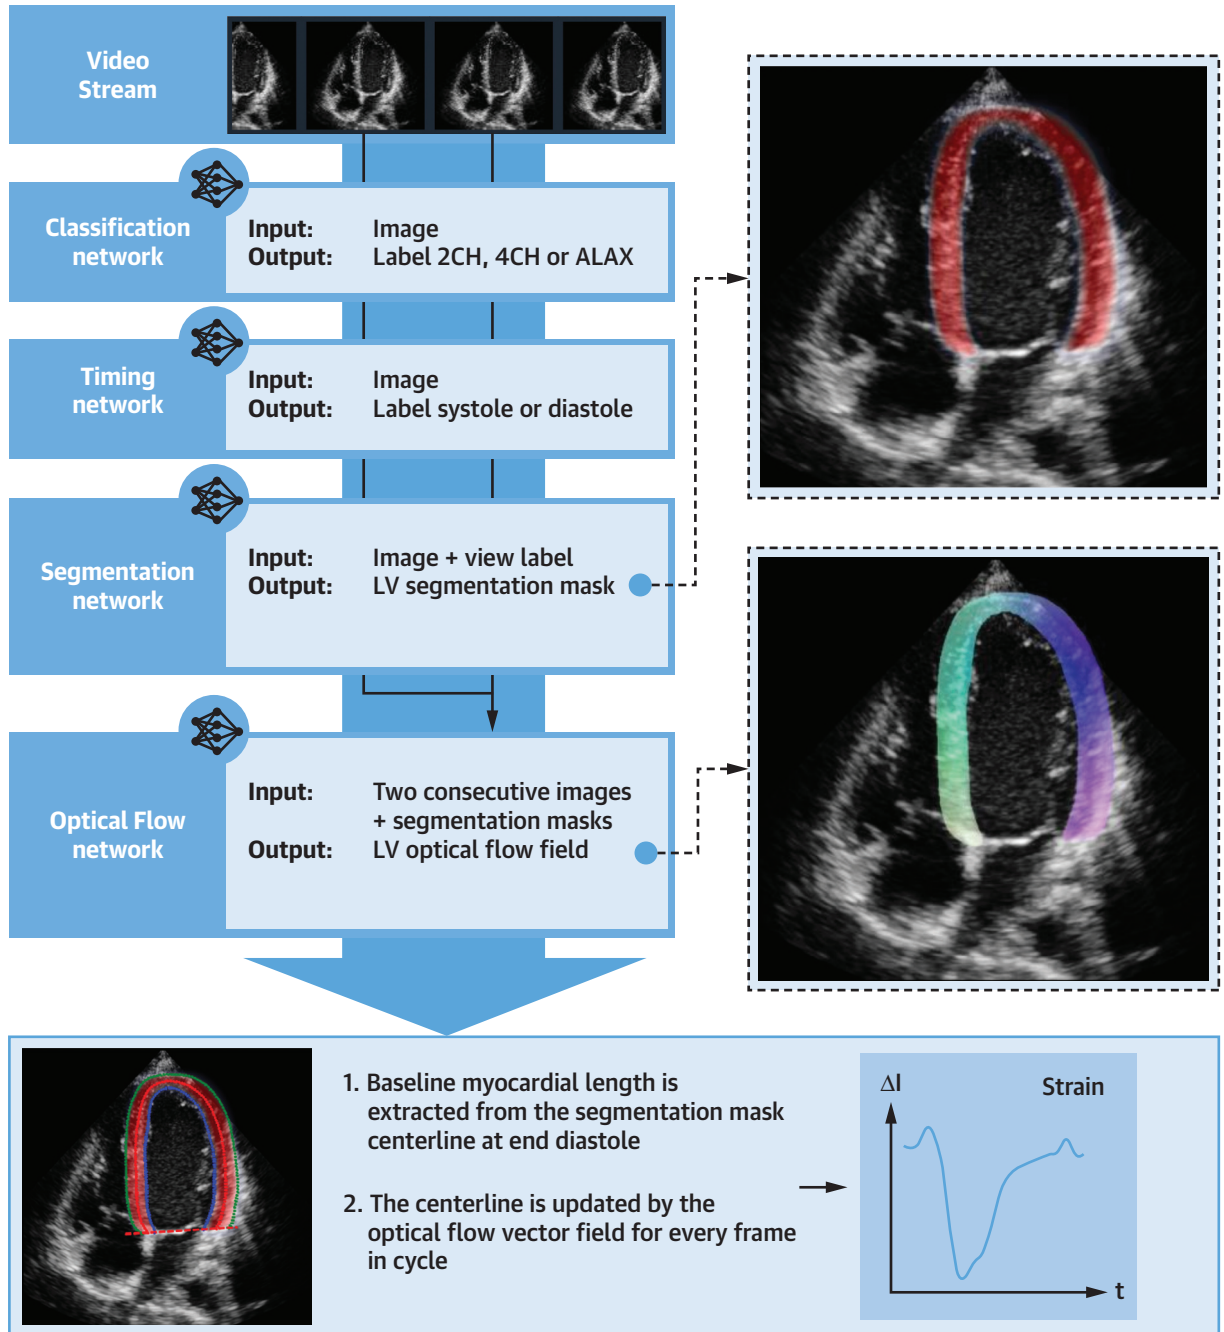 Video
Stream
Classification
network
Input: Image
Output: Label 2CH, 4CH or ALAX
Timing
network
Input: Image
Output: Label systole or diastole
Segmentation
network
Input: Image + view label
Output: LV segmentation mask
Optical Flow
network
Input: Two consecutive images
+ segmentation masks
Output: LV optical flow field
1. Baseline myocardial length is
extracted from the segmentation mask
centerline at end diastole
2. The centerline is updated by the
optical flow vector field for every frame
in cycle
Δl
Strain
t